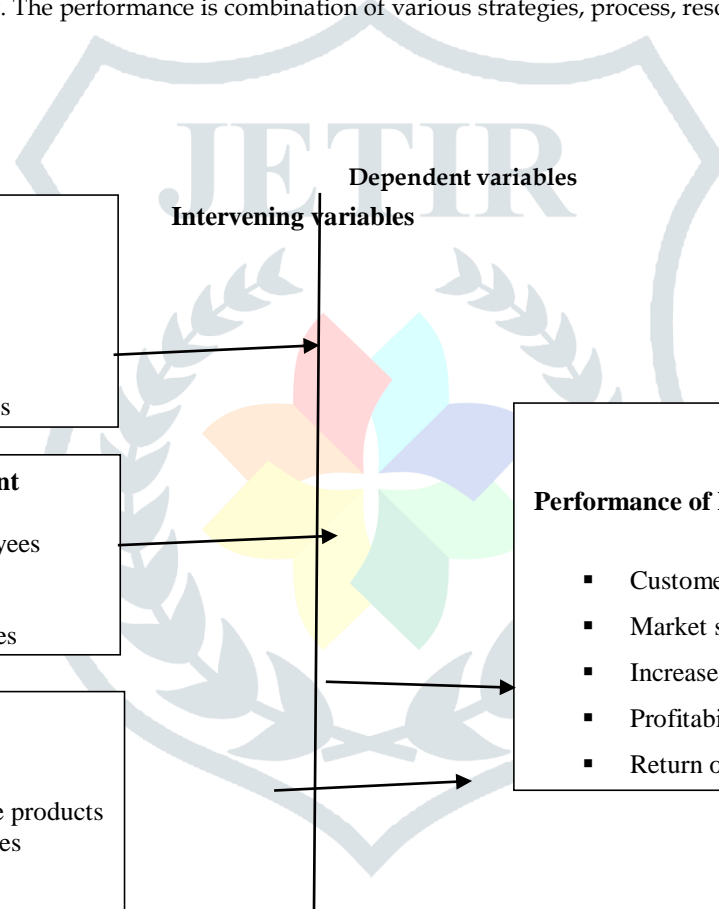 . The performance is combination of various strategies, process, reso
JETIR
Dependent variables
Intervening variables
s
nt
yees
es
e products
es
Performance of
▪ Custome
▪ Market s
▪ Increase
▪ Profitabi
▪ Return o